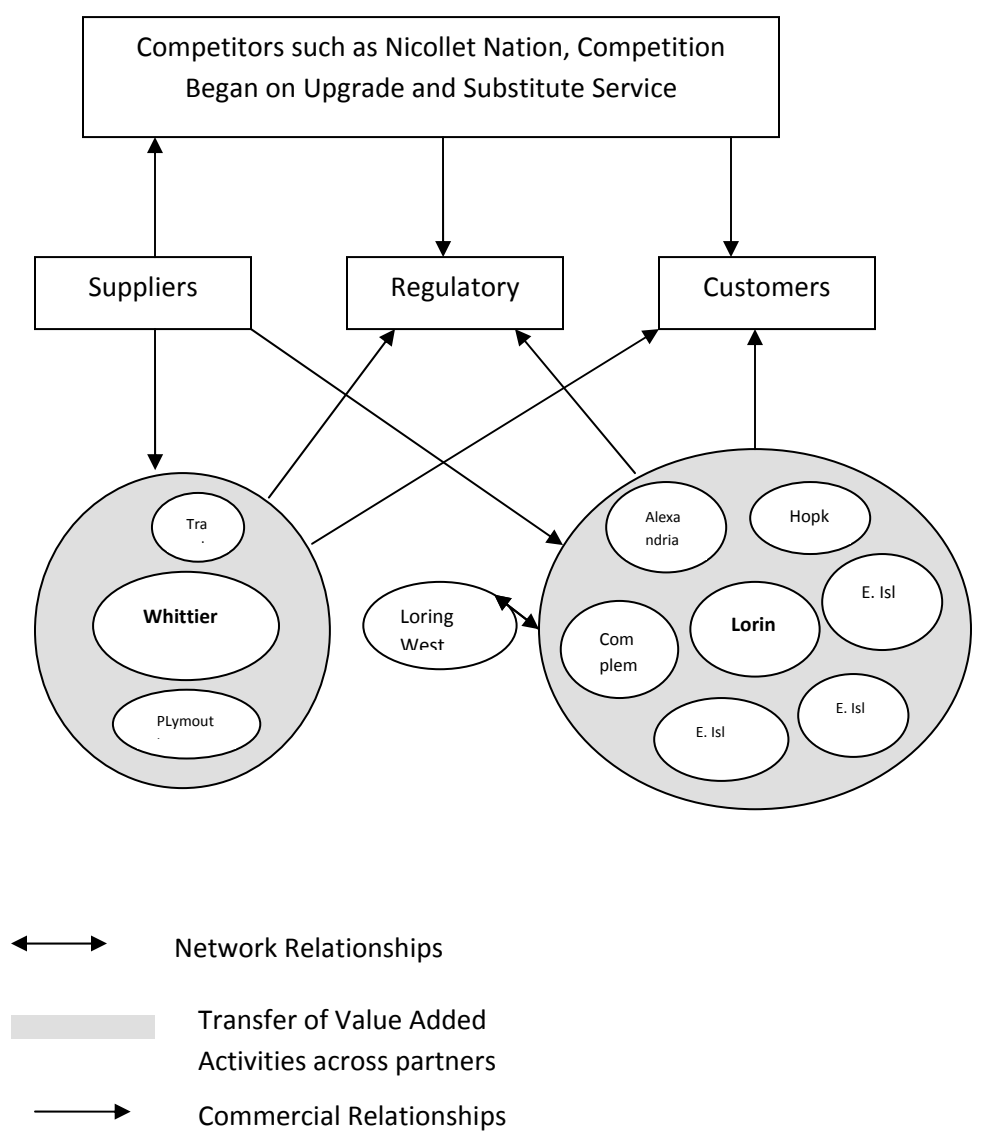 Competitors such as Nicollet Nation, Competition
Began on Upgrade and Substitute Service
Suppliers
Regulatory
Customers
Tra
Whittier
PLymout
Loring
West
Alexa
ndria
Hopk
E. Isl
Com
plem
Lorin
E. Isl
E. Isl
Network Relationships
Transfer of Value Added
Activities across partners
Commercial Relationships